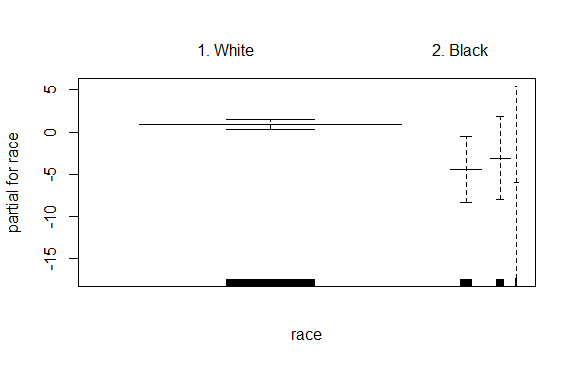 1. White 2. Black
5
0
-5
-10
-15
partial for race
race